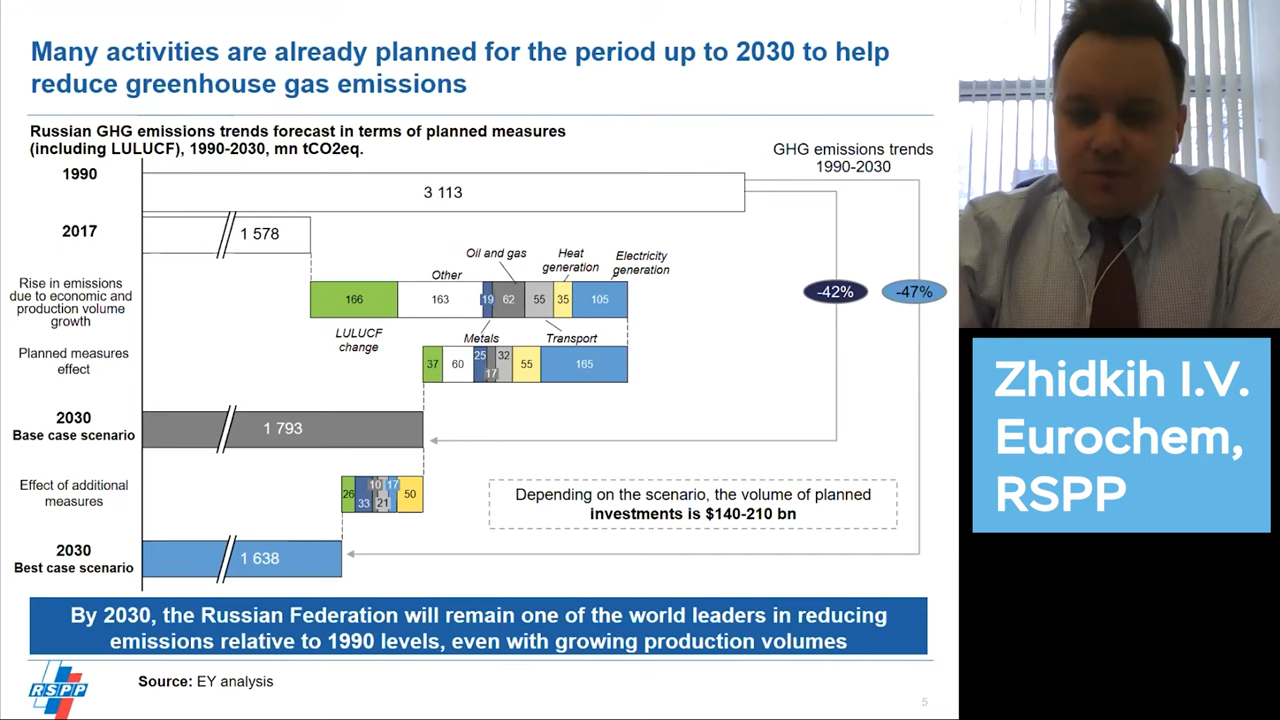 Many activities are already planned for the period up to 2030 to help
reduce greenhouse gas emissions
Russian GHG emissions trends forecast in terms of planned measures
(including LULUCF), 1990-2030, mn tCO2eq.
GHG emissions trends
1990-2030
1990
3 113
2017
1 578
Oil and gas
Heat
generation
Electricity
generation
Other
Rise in emissions
due to economic and
production volume
growth
166
163
19
62
55
35
105
-42%
-47%
LULUCF
change
Metals
Transport
Planned measures
effect
37
60
25
17
32
55
165
2030
Base case scenario
1 793
Effect of additional
measures
26
33
10
21
17
50
Depending on the scenario, the volume of planned
investments is $140-210 bn
2030
Best case scenario
1 638
By 2030, the Russian Federation will remain one of the world leaders in reducing
emissions relative to 1990 levels, even with growing production volumes
RSPP
Source: EY analysis
5
Zhidkih I.V.
Eurochem,
RSPP